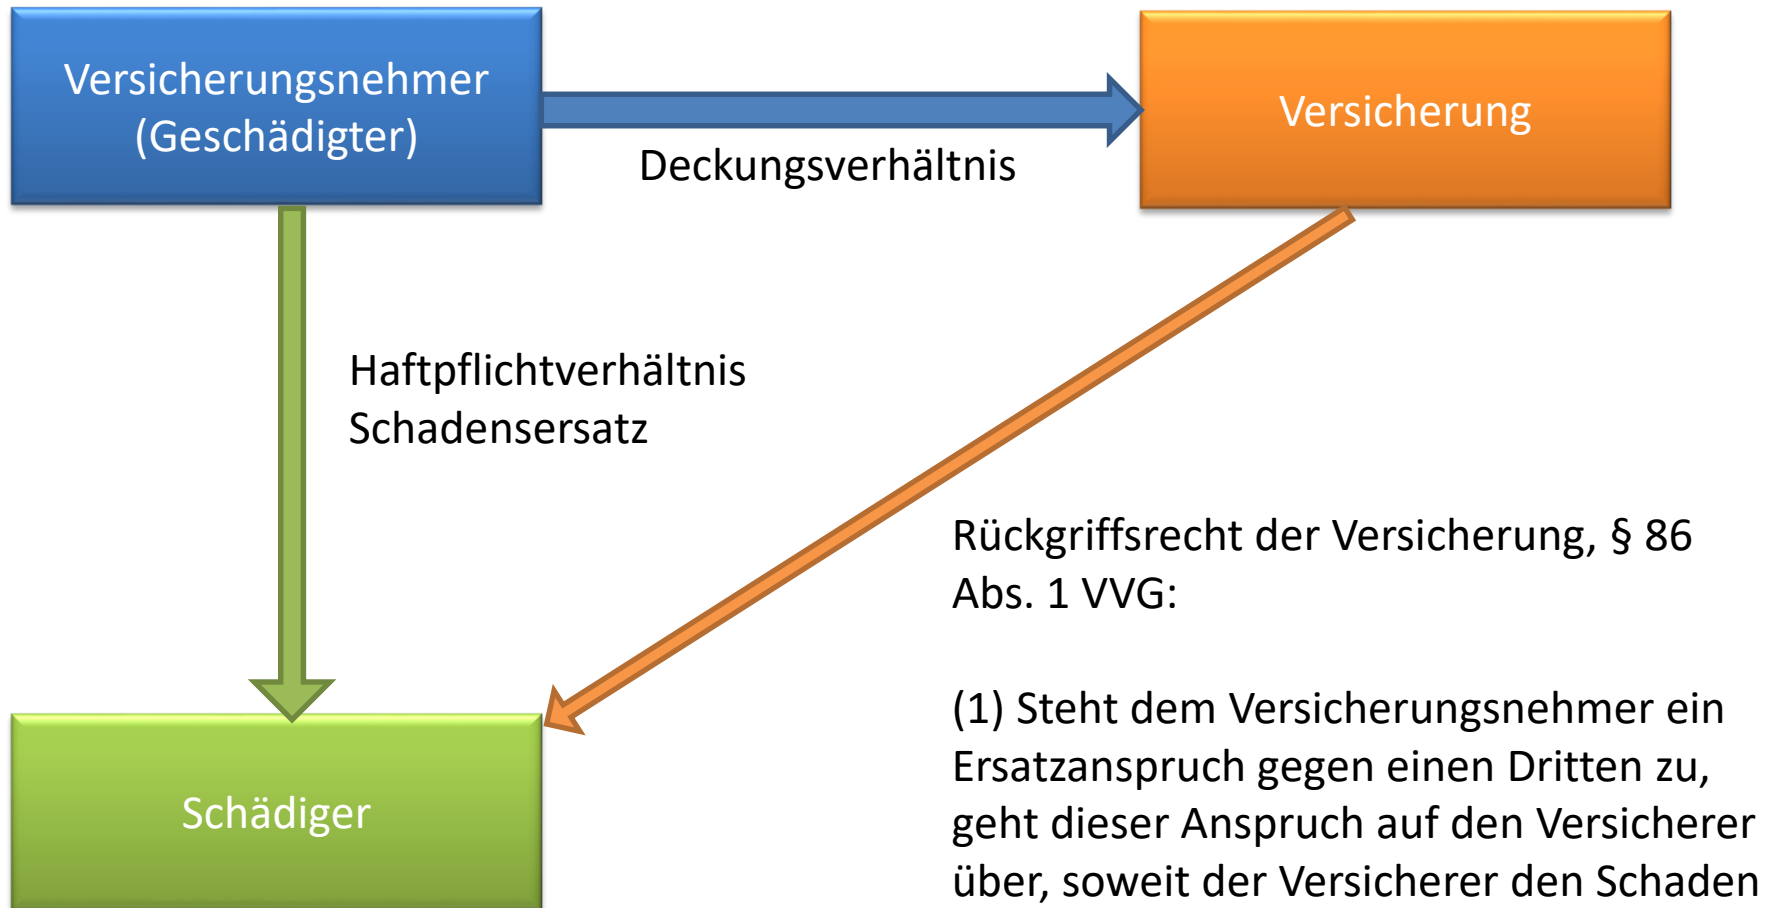 Versicherungsnehmer
(Geschädigter)
Versicherung
Deckungsverhältnis
Haftpflichtverhältnis
Schadensersatz
Rückgriffsrecht der Versicherung, § 86
Abs. 1 VVG:
(1) Steht dem Versicherungsnehmer ein
Ersatzanspruch gegen einen Dritten zu,
geht dieser Anspruch auf den Versicherer
über, soweit der Versicherer den Schaden
Schädiger